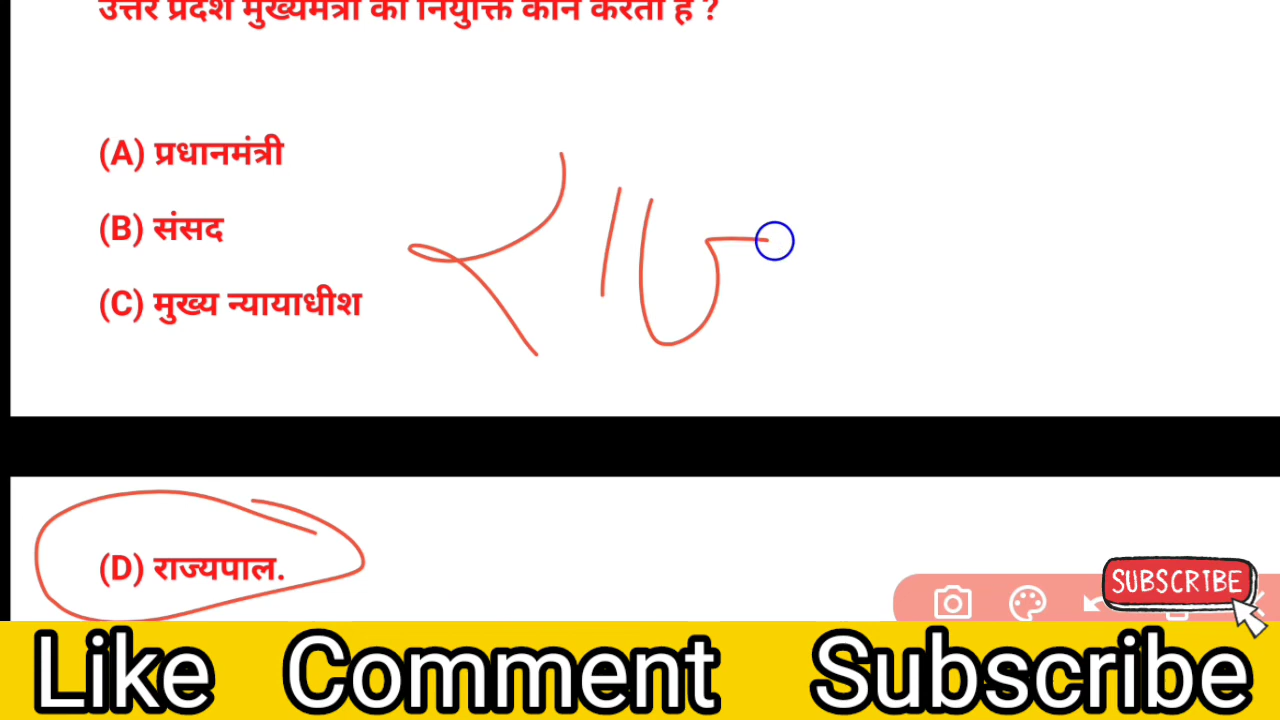 उत्तर प्रदेश मुख्यमंत्री की नियुक्ति कौन करता है ?
(A) प्रधानमंत्री
(B) संसद
(C) मुख्य न्यायाधीश
(D) राज्यपाल.
SUBSCRIBE
Like Comment Subscribe